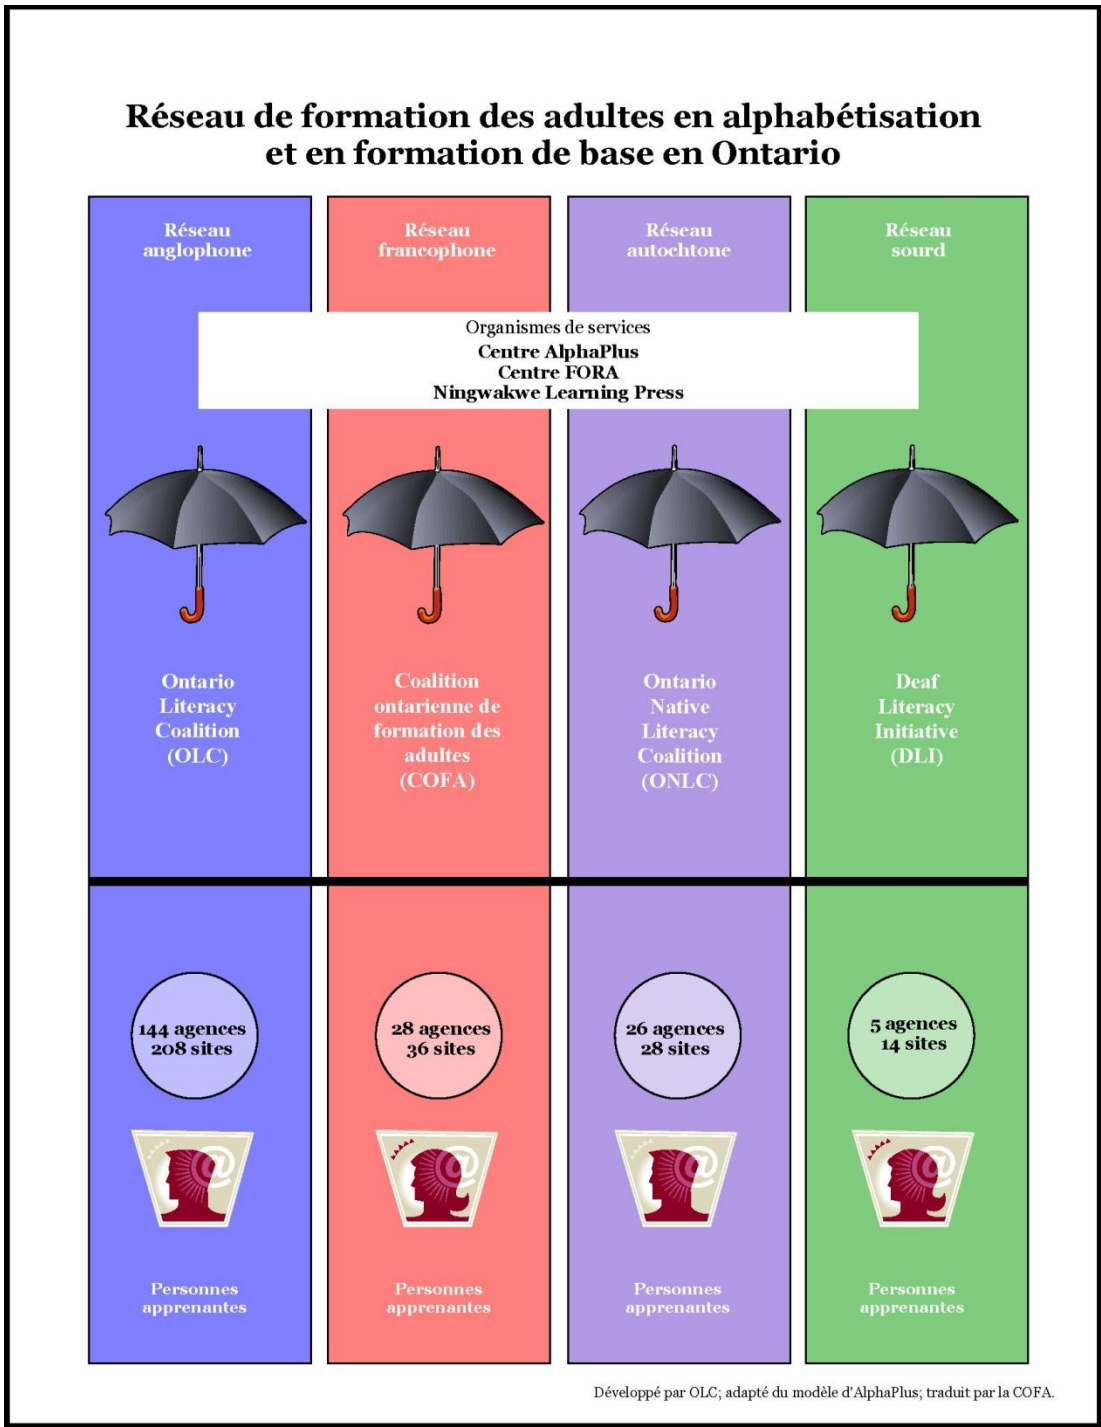 Réseau de formation des adultes en alphabétisation
et en formation de base en Ontario
Réseau
anglophone
Réseau
francophone
Réseau
autochtone
Réseau
sourd
Organismes de services
Centre AlphaPlus
Centre FORA
Ningwakwe Learning Press
Ontario
Literacy
Coalition
(OLC)
Coalition
ontarienne de
formation des
adultes
(COFA)
Ontario
Native
Literacy
Coalition
(ONLC)
Deaf
Literacy
Initiative
(DLI)
144 agences
208 sites
28 agences
36 sites
26 agences
28 sites
5 agences
14 sites
@
@
@
@
Personnes
apprenantes
Personnes
apprenantes
Personnes
apprenantes
Personnes
apprenantes
Développé par OLC; adapté du modèle d'AlphaPlus; traduit par la COFA.